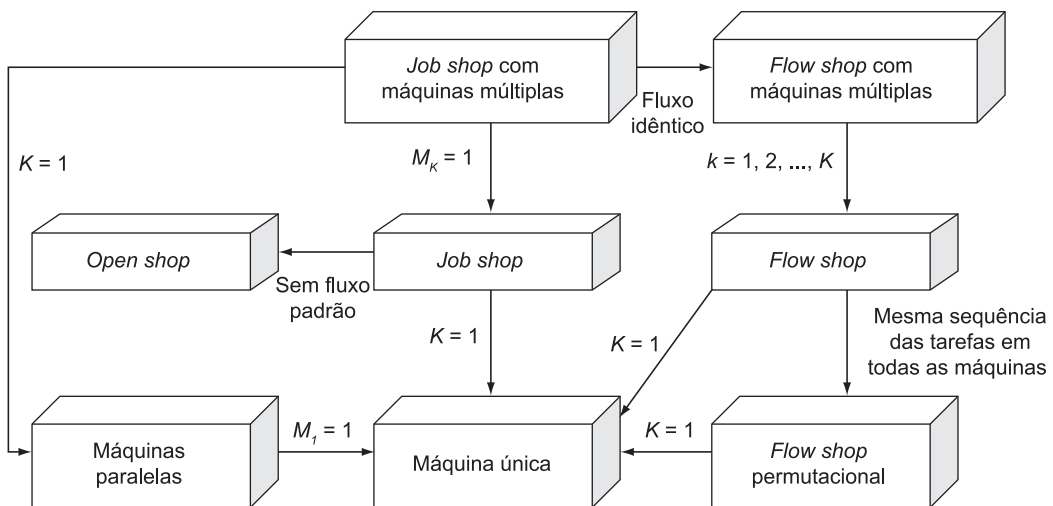 Job shop com
máquinas múltiplas
Fluxo
idêntico
Flow shop com
máquinas múltiplas
K = 1
M_K = 1
k = 1, 2, ..., K
Open shop
Sem fluxo
padrão
Job shop
Flow shop
K = 1
K = 1
Mesma sequência
das tarefas em
todas as máquinas
Máquinas
paralelas
M_1 = 1
Máquina única
K = 1
Flow shop
permutacional